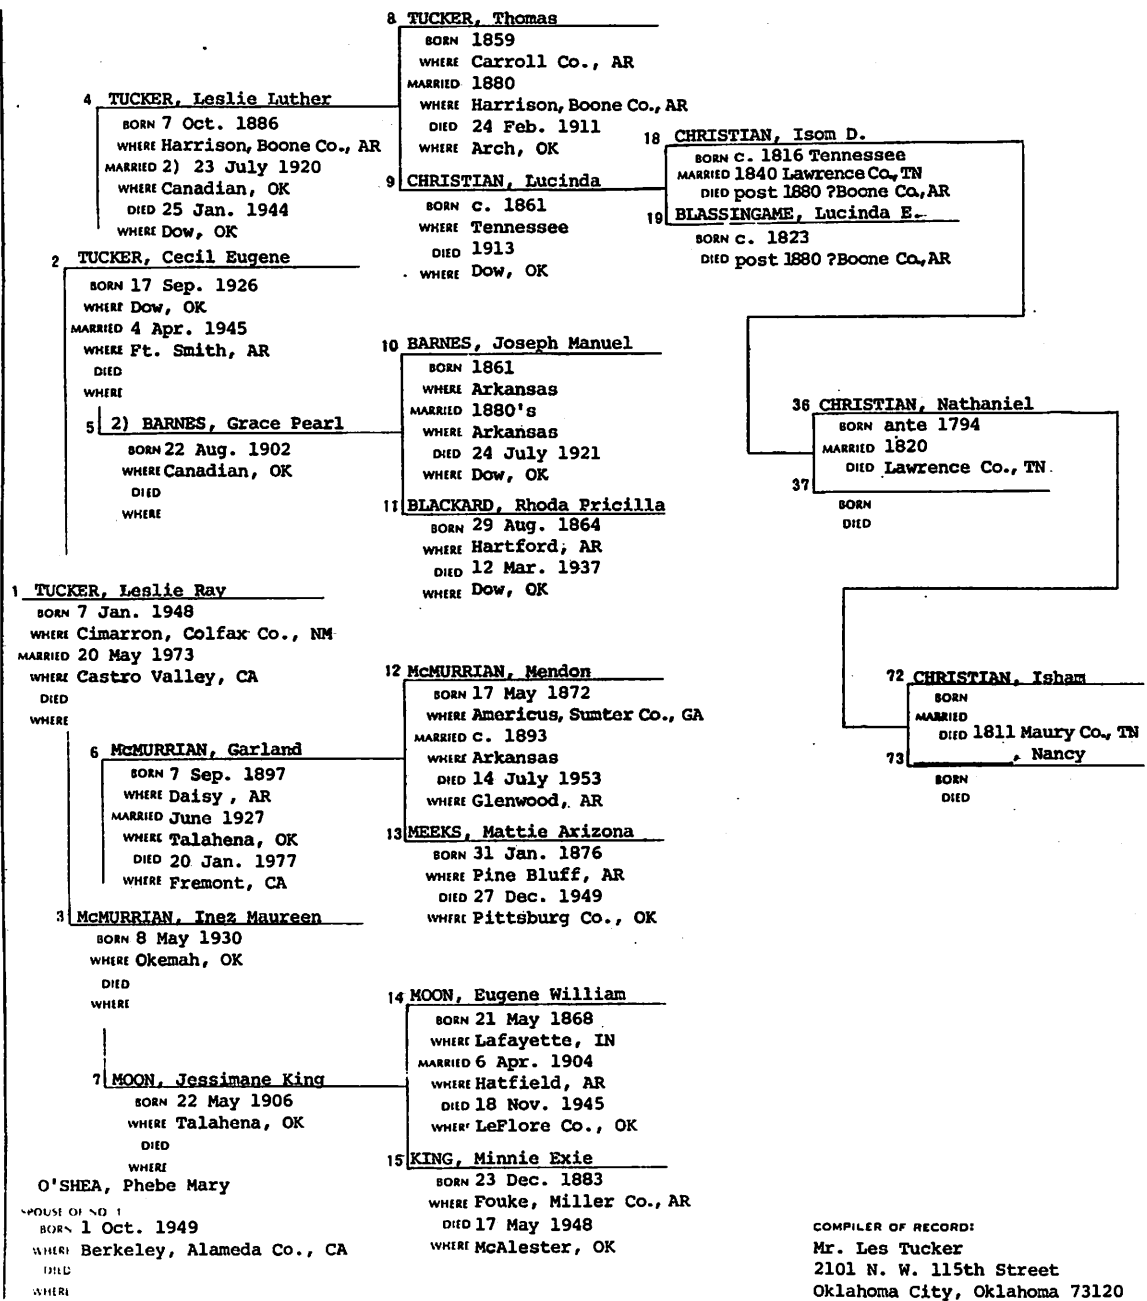 8 TUCKER, Thomas
BORN 1859
WHERE Carroll Co., AR
MARRIED 1880
WHERE Harrison, Boone Co., AR
DIED 24 Feb. 1911
WHERE Arch, OK
4 TUCKER, Leslie Luther
BORN 7 Oct. 1886
WHERE Harrison, Boone Co., AR
MARRIED 2) 23 July 1920
WHERE Canadian, OK
DIED 25 Jan. 1944
WHERE Dow, OK
18 CHRISTIAN, Isom D.
BORN c. 1816 Tennessee
MARRIED 1840 Lawrence Co., TN
DIED post 1880 ?Boone Co., AR
9 CHRISTIAN, Lucinda
BORN c. 1861
WHERE Tennessee
DIED 1913
WHERE Dow, OK
19 BLASSINGAME, Lucinda E.
BORN c. 1823
DIED post 1880 ?Boone Co., AR
2 TUCKER, Cecil Eugene
BORN 17 Sep. 1926
WHERE Dow, OK
MARRIED 4 Apr. 1945
WHERE Ft. Smith, AR
DIED
WHERE
10 BARNES, Joseph Manuel
BORN 1861
WHERE Arkansas
MARRIED 1880's
WHERE Arkansas
DIED 24 July 1921
WHERE Dow, OK
5 2) BARNES, Grace Pearl
BORN 22 Aug. 1902
WHERE Canadian, OK
DIED
WHERE
36 CHRISTIAN, Nathaniel
BORN ante 1794
MARRIED 1820
DIED Lawrence Co., TN
37
BORN
DIED
11 BLACKARD, Rhoda Pricilla
BORN 29 Aug. 1864
WHERE Hartford, AR
DIED 12 Mar. 1937
WHERE Dow, OK
1 TUCKER, Leslie Ray
BORN 7 Jan. 1948
WHERE Cimarron, Colfax Co., NM
MARRIED 20 May 1973
WHERE Castro Valley, CA
DIED
WHERE
12 McMURRIAN, Mendon
BORN 17 May 1872
WHERE Americus, Sumter Co., GA
MARRIED c. 1893
WHERE Arkansas
DIED 14 July 1953
WHERE Glenwood, AR
72 CHRISTIAN, Isham
BORN
MARRIED
DIED 1811 Maury Co., TN
73 ________, Nancy
BORN
DIED
6 McMURRIAN, Garland
BORN 7 Sep. 1897
WHERE Daisy, AR
MARRIED June 1927
WHERE Talahena, OK
DIED 20 Jan. 1977
WHERE Fremont, CA
13 MEEKS, Mattie Arizona
BORN 31 Jan. 1876
WHERE Pine Bluff, AR
DIED 27 Dec. 1949
WHERE Pittsburg Co., OK
3 McMURRIAN, Inez Maureen
BORN 8 May 1930
WHERE Okemah, OK
DIED
WHERE
14 MOON, Eugene William
BORN 21 May 1868
WHERE Lafayette, IN
MARRIED 6 Apr. 1904
WHERE Hatfield, AR
DIED 18 Nov. 1945
WHERE LeFlore Co., OK
7 MOON, Jessimane King
BORN 22 May 1906
WHERE Talahena, OK
DIED
WHERE
15 KING, Minnie Exie
BORN 23 Dec. 1883
WHERE Fouke, Miller Co., AR
DIED 17 May 1948
WHERE McAlester, OK
O'SHEA, Phebe Mary
SPOUSE OF NO. 1
BORN 1 Oct. 1949
WHERE Berkeley, Alameda Co., CA
DIED
WHERE
COMPILER OF RECORD:
Mr. Les Tucker
2101 N. W. 115th Street
Oklahoma City, Oklahoma 73120